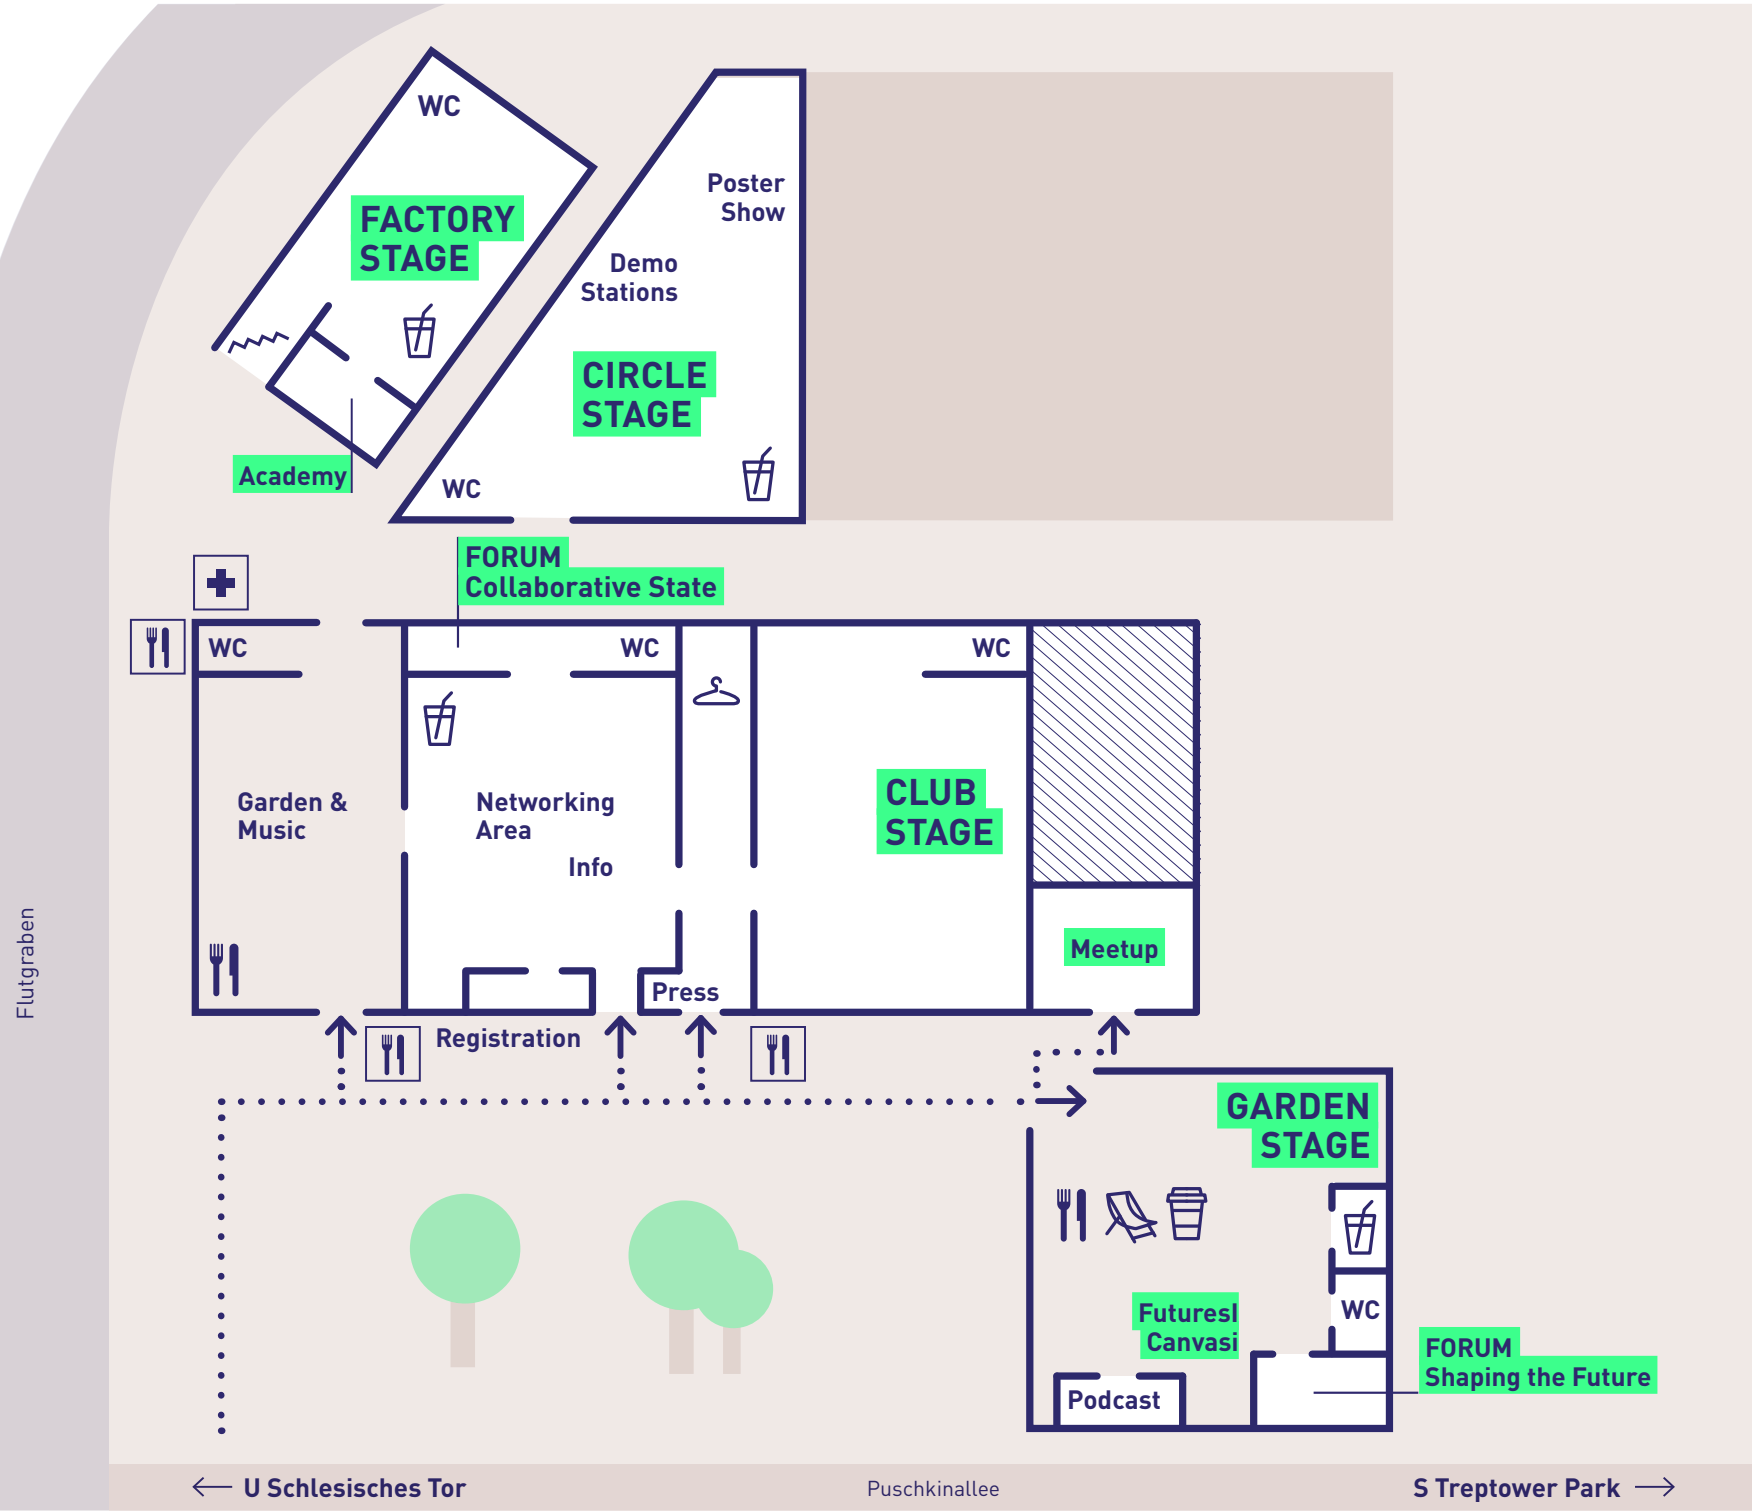 WC
FACTORY
STAGE
Academy
Poster
Show
Demo
Stations
CIRCLE
STAGE
WC
FORUM
Collaborative State
WC
WC
WC
Garden &
Music
Networking
Area
Info
CLUB
STAGE
Meetup
Press
Registration
Flutgraben
GARDEN
STAGE
FuturesI
Canvasi
WC
FORUM
Shaping the Future
Podcast
U Schlesisches Tor
Puschkinallee
S Treptower Park